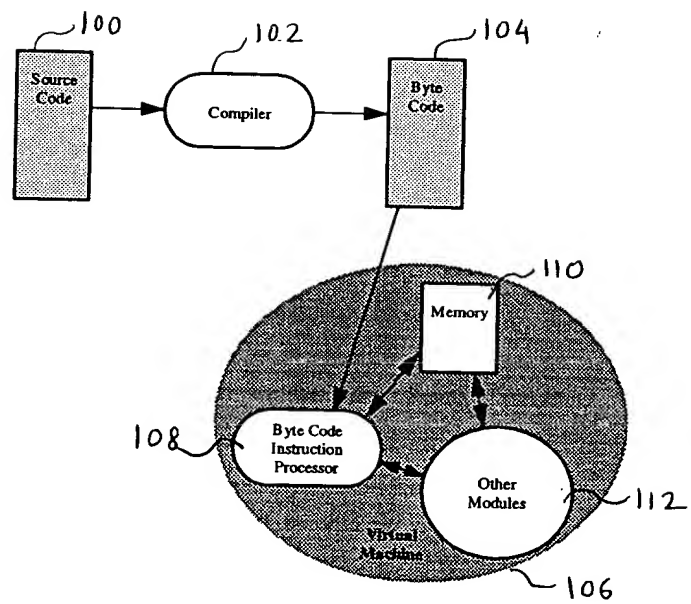 100
102
104
Source
Code
Compiler
Byte
Code
110
Memory
108
Byte Code
Instruction
Processor
Other
Modules
112
Virtual
Machine
106